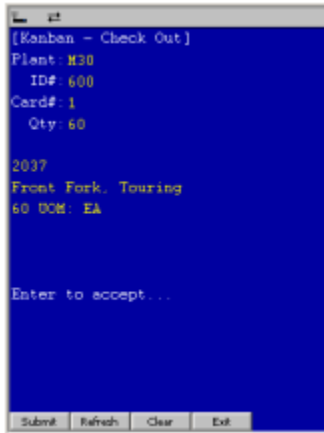 [Kanban - Check Out]
Plant: M30
ID#: 600
Card#: 1
Qty: 60
2037
Front Fork, Touring
60 UOM: EA
Enter to accept...
Submit Refresh Clear Exit